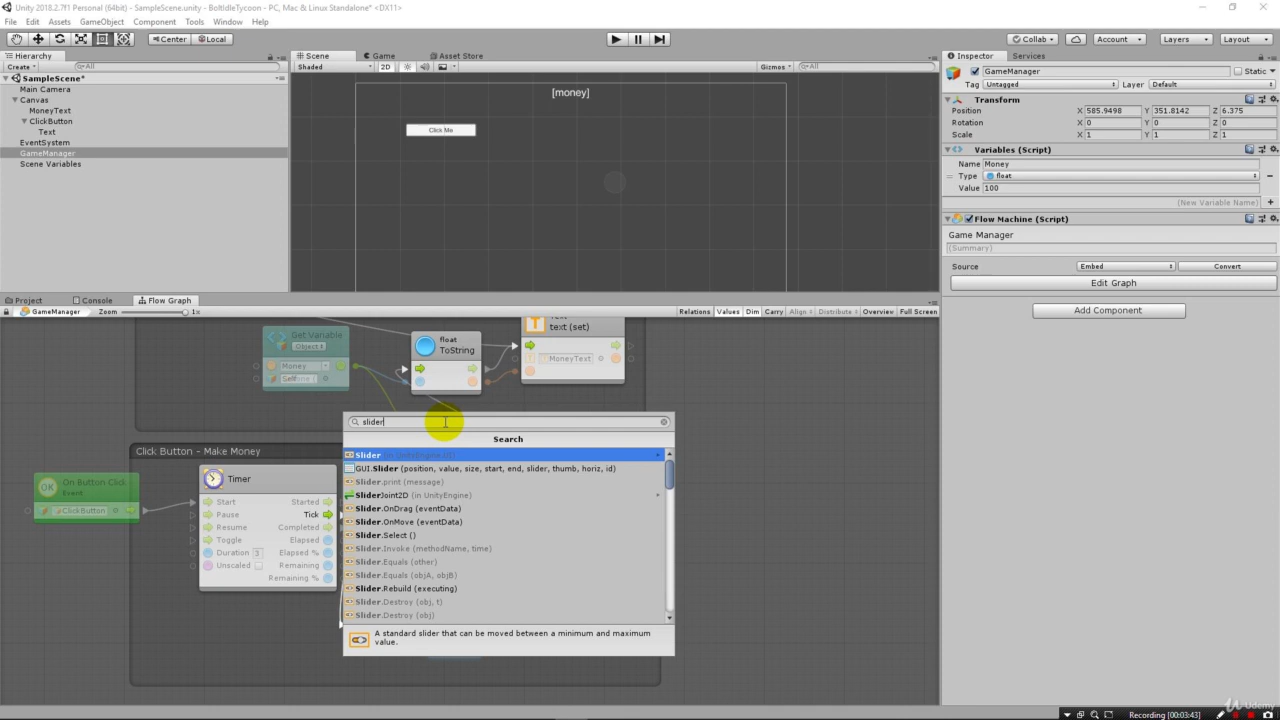 Unity 2018.2.7f1 Personal (64bit) - SampleScene.unity - BoltIdleTycoon - PC, Mac & Linux Standalone* <DX11>
File Edit Assets GameObject Component Tools Window Help
Center Local Collab Account Layers Layout
Hierarchy
Create All
SampleScene*
Main Camera
Canvas
MoneyText
ClickButton
Text
EventSystem
GameManager
Scene Variables
Scene Game Asset Store
Shaded 2D Gizmos All
[money]
Click Me
Inspector Services
GameManager Static
Tag Untagged Layer Default
Transform
Position X 585.9498 Y 351.8142 Z 6.375
Rotation X 0 Y 0 Z 0
Scale X 1 Y 1 Z 1
Variables (Script)
Name Money
Type float
Value 100
(New Variable Name)
Flow Machine (Script)
Game Manager
(Summary)
Source Embed Convert
Edit Graph
Add Component
Project Console Flow Graph
GameManager Zoom 1x Relations Values Dim Carry Align Distribute Overview Full Screen
Get Variable
Object
Money
Self
float
ToString
text (set)
MoneyText
Click Button - Make Money
On Button Click
Event
ClickButton
Timer
Start Started
Pause Tick
Resume Completed
Toggle Elapsed
Duration 3 Elapsed %
Unscaled Remaining
Remaining %
slider
Search
Slider (in UnityEngine.UI)
GUI.Slider (position, value, size, start, end, slider, thumb, horiz, id)
Slider.print (message)
SliderJoint2D (in UnityEngine)
Slider.OnDrag (eventData)
Slider.OnMove (eventData)
Slider.Select ()
Slider.Invoke (methodName, time)
Slider.Equals (other)
Slider.Equals (objA, objB)
Slider.Rebuild (executing)
Slider.Destroy (obj, t)
Slider.Destroy (obj)
A standard slider that can be moved between a minimum and maximum
value.
Recording [00:03:43]
Udemy